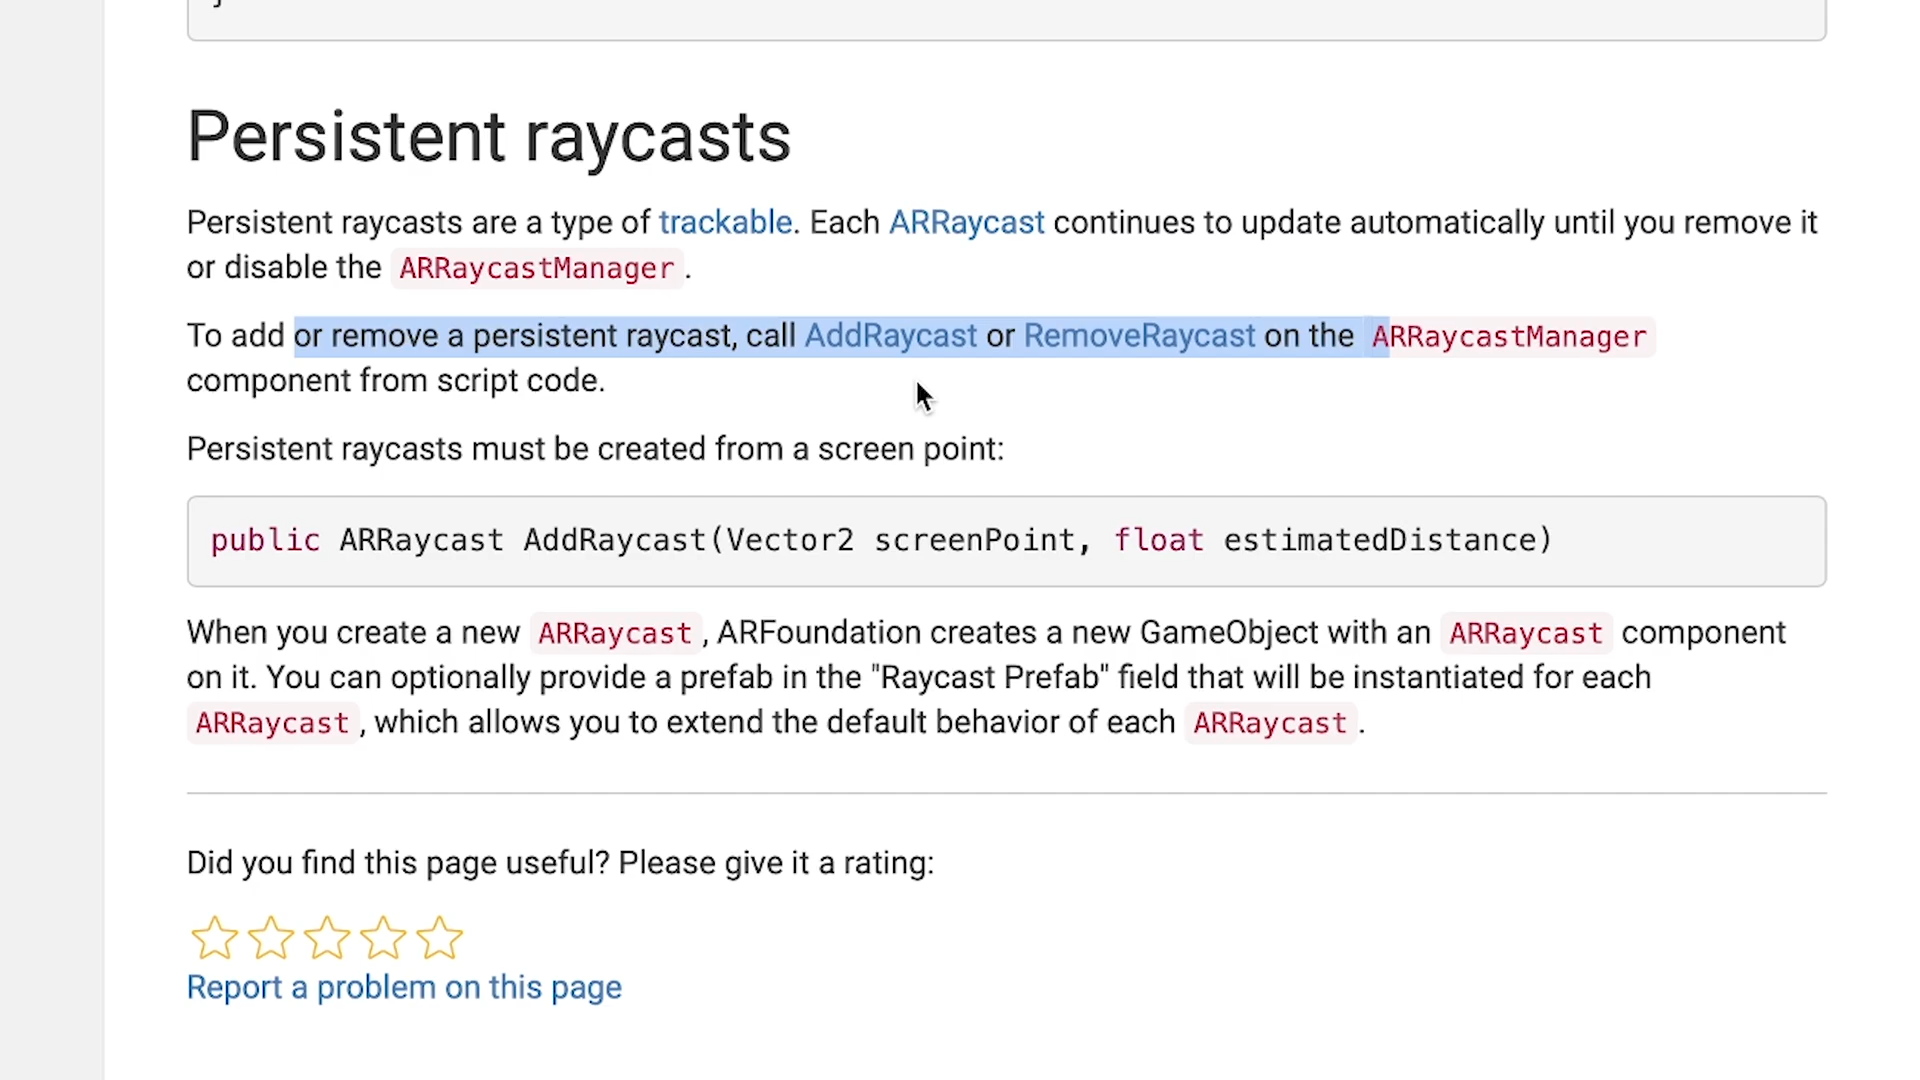 Persistent raycasts
Persistent raycasts are a type of trackable. Each ARRaycast continues to update automatically until you remove it
or disable the ARRaycastManager.
To add or remove a persistent raycast, call AddRaycast or RemoveRaycast on the ARRaycastManager
component from script code.
Persistent raycasts must be created from a screen point:
public ARRaycast AddRaycast(Vector2 screenPoint, float estimatedDistance)
When you create a new ARRaycast, ARFoundation creates a new GameObject with an ARRaycast component
on it. You can optionally provide a prefab in the "Raycast Prefab" field that will be instantiated for each
ARRaycast, which allows you to extend the default behavior of each ARRaycast.
Did you find this page useful? Please give it a rating:
Report a problem on this page